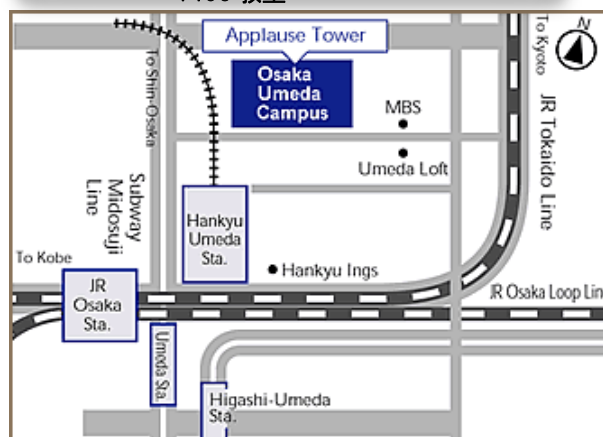 Applause Tower
Osaka
Umeda
Campus
N
To Kyoto
To Shin-Osaka
MBS
JR Tokaido Line
Umeda Loft
Subway
Midosuji
Line
Hankyu
Umeda
Sta.
To Kobe
Hankyu Ings
JR
Osaka
Sta.
JR Osaka Loop Lin
Umeda Sta.
Higashi-Umeda
Sta.